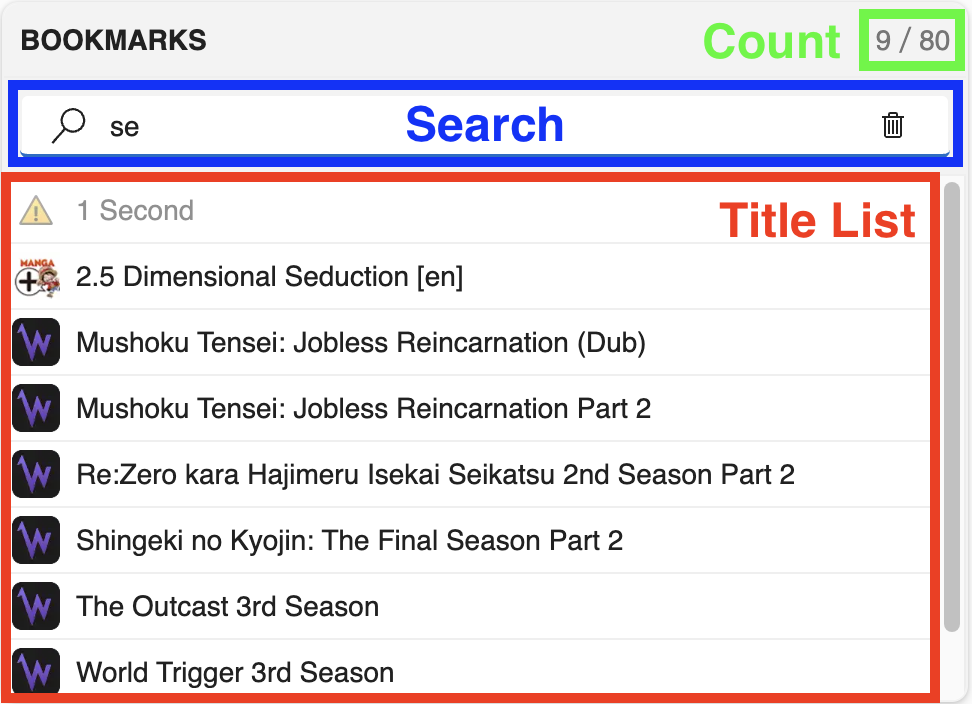 BOOKMARKS Count 9 / 80
se Search
1 Second Title List
MANGA
2.5 Dimensional Seduction [en]
Mushoku Tensei: Jobless Reincarnation (Dub)
Mushoku Tensei: Jobless Reincarnation Part 2
Re:Zero kara Hajimeru Isekai Seikatsu 2nd Season Part 2
Shingeki no Kyojin: The Final Season Part 2
The Outcast 3rd Season
World Trigger 3rd Season